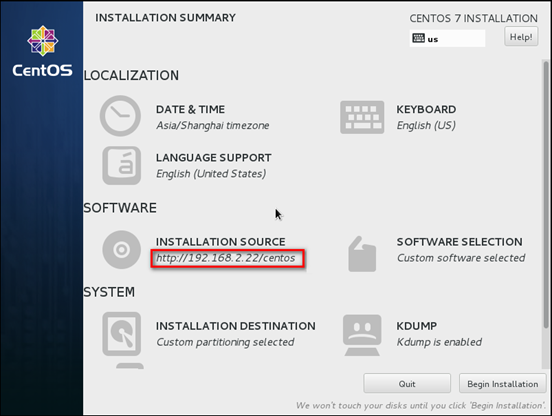 INSTALLATION SUMMARY
CENTOS 7 INSTALLATION
us
Help!
CentOS
LOCALIZATION
DATE & TIME
Asia/Shanghai timezone
KEYBOARD
English (US)
LANGUAGE SUPPORT
English (United States)
SOFTWARE
INSTALLATION SOURCE
http://192.168.2.22/centos
SOFTWARE SELECTION
Custom software selected
SYSTEM
INSTALLATION DESTINATION
Custom partitioning selected
KDUMP
Kdump is enabled
Quit
Begin Installation
We won't touch your disks until you click 'Begin Installation'.